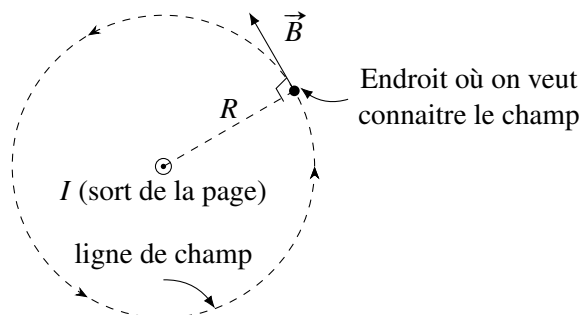 B
Endroit où on veut
connaitre le champ
R
I (sort de la page)
ligne de champ